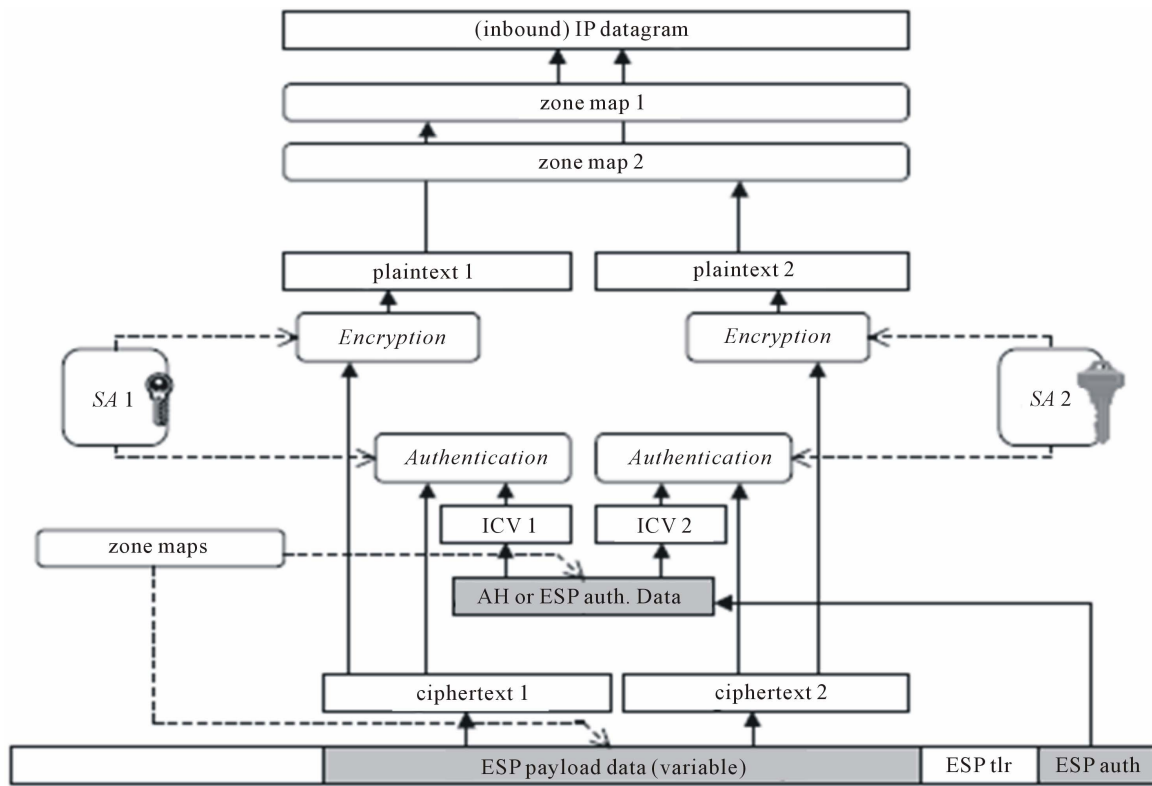 (inbound) IP datagram
zone map 1
zone map 2
plaintext 1
plaintext 2
Encryption
Encryption
SA 1
SA 2
Authentication
Authentication
ICV 1
ICV 2
zone maps
AH or ESP auth. Data
ciphertext 1
ciphertext 2
ESP payload data (variable)
ESP tlr
ESP auth